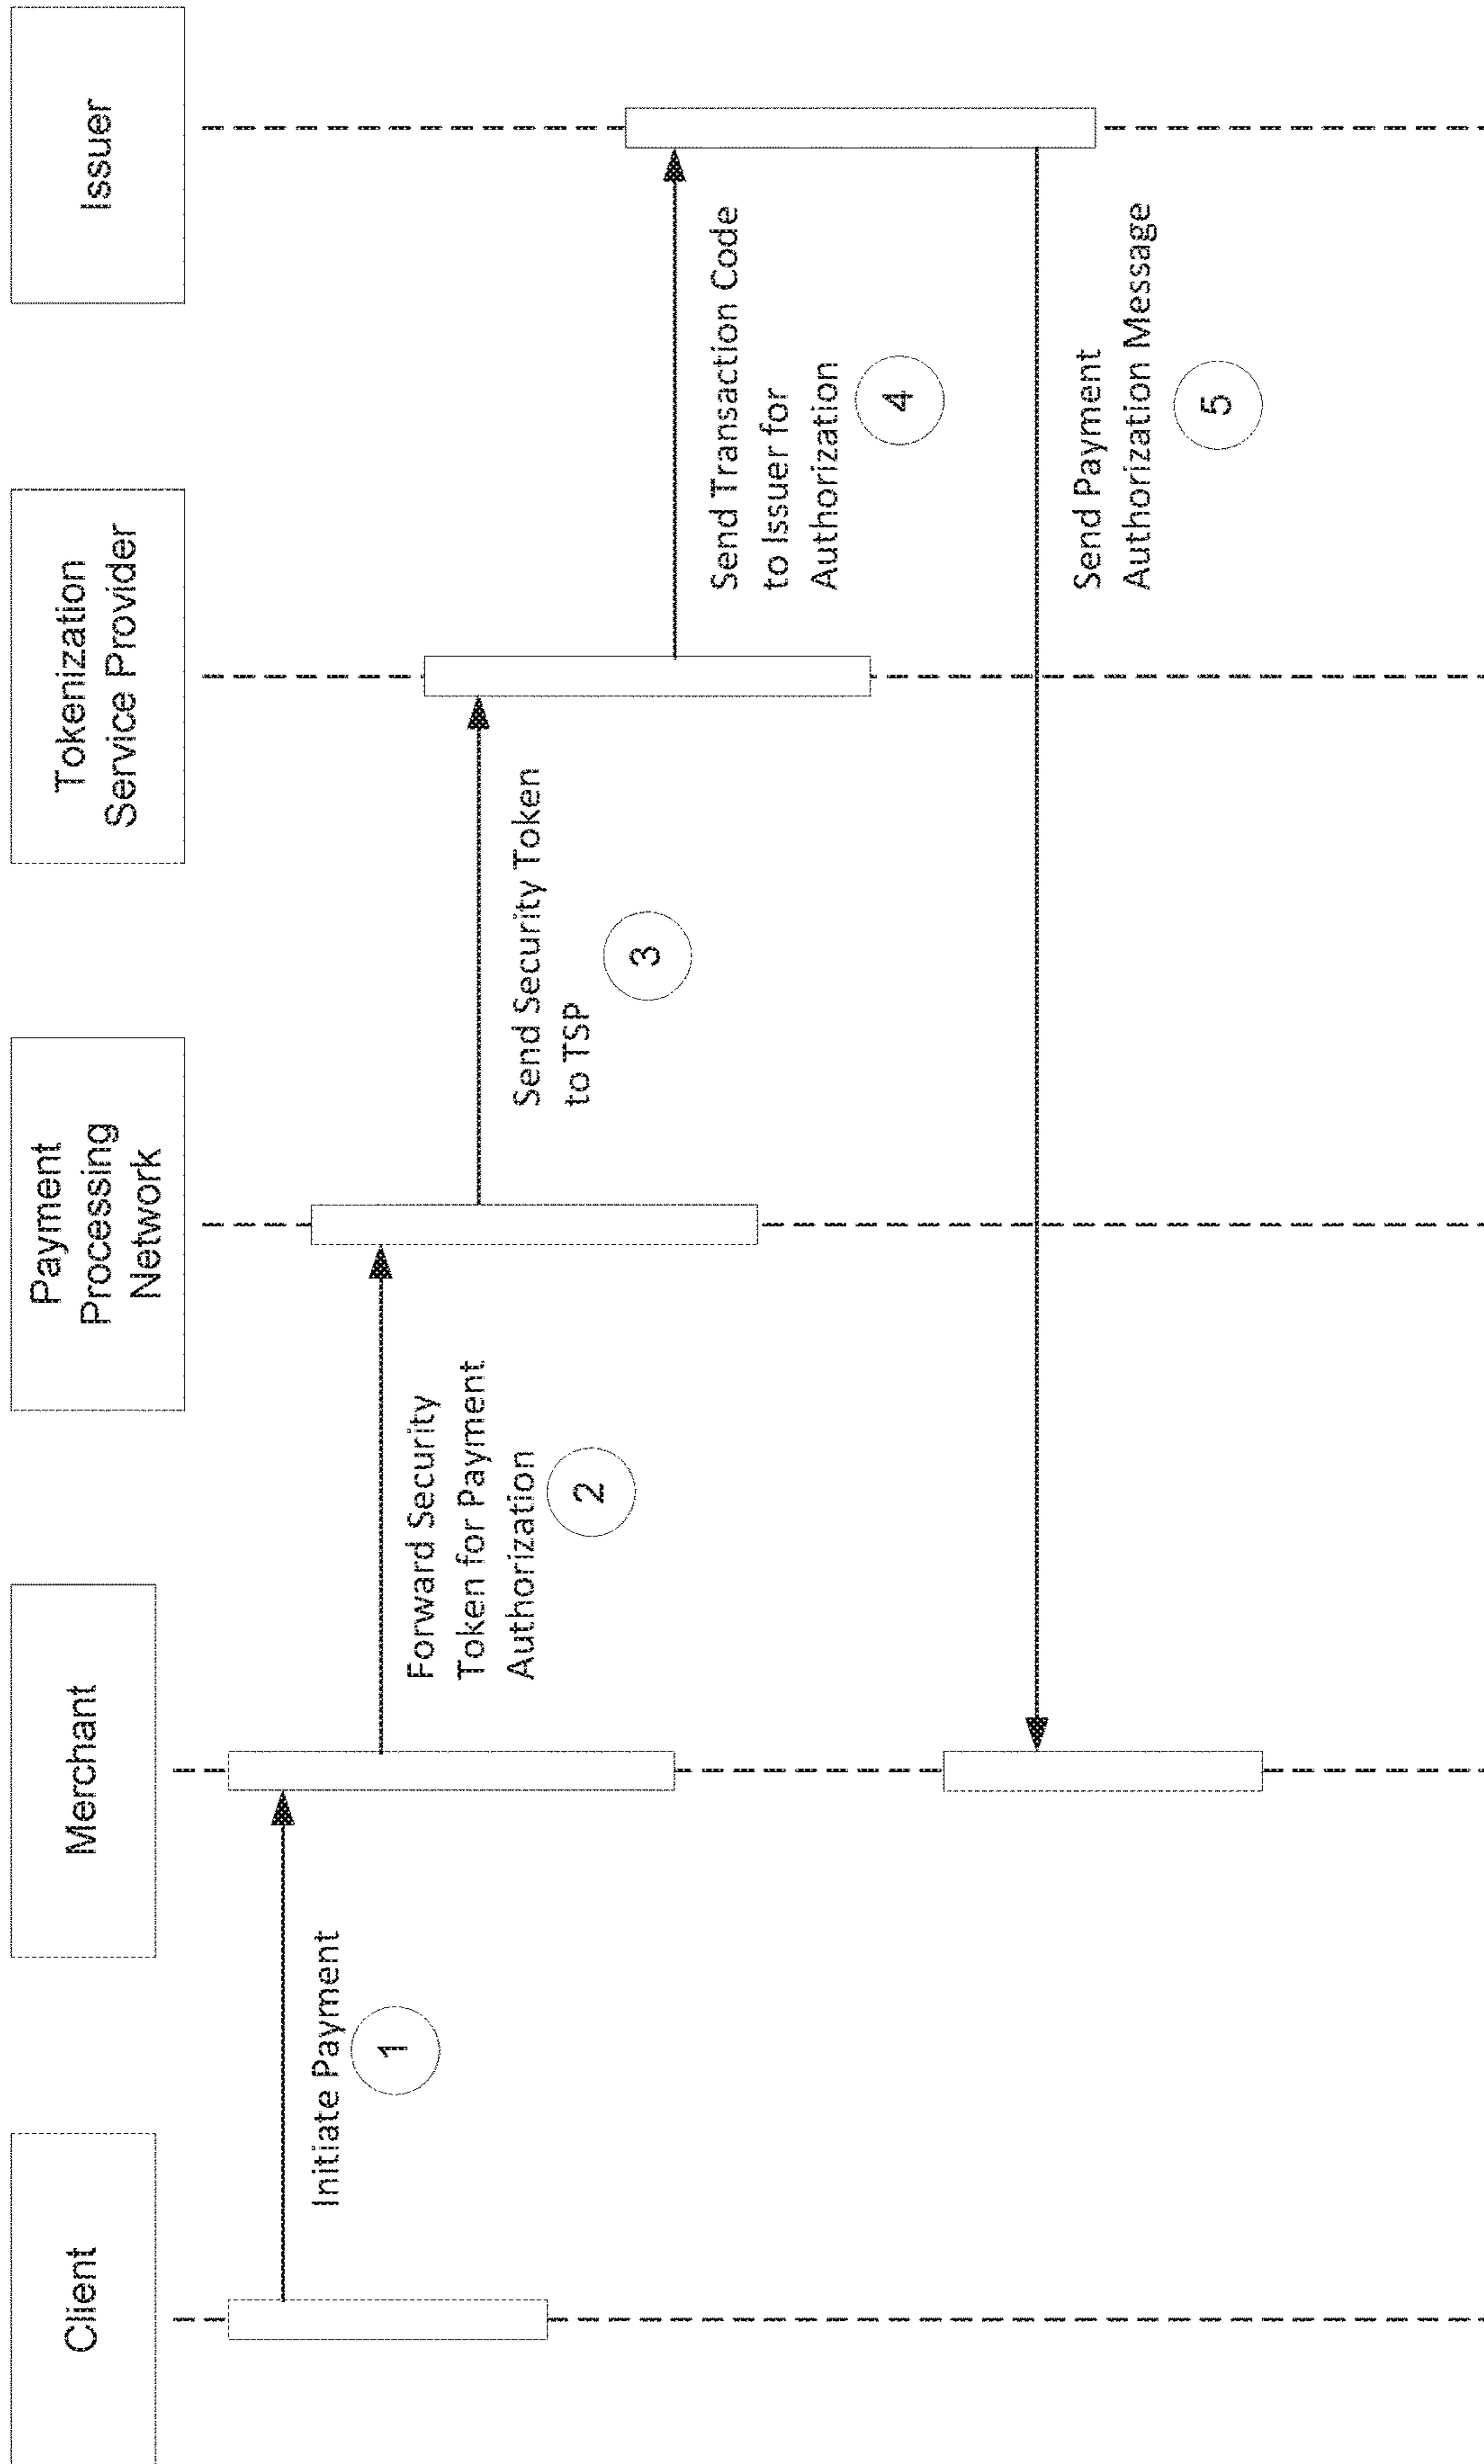 Client
Merchant
Payment
Processing
Network
Tokenization
Service Provider
Issuer
Initiate Payment
1
Forward Security
Token for Payment
Authorization
2
Send Security Token
to TSP
3
Send Transaction Code
to Issuer for
Authorization
4
Send Payment
Authorization Message
5